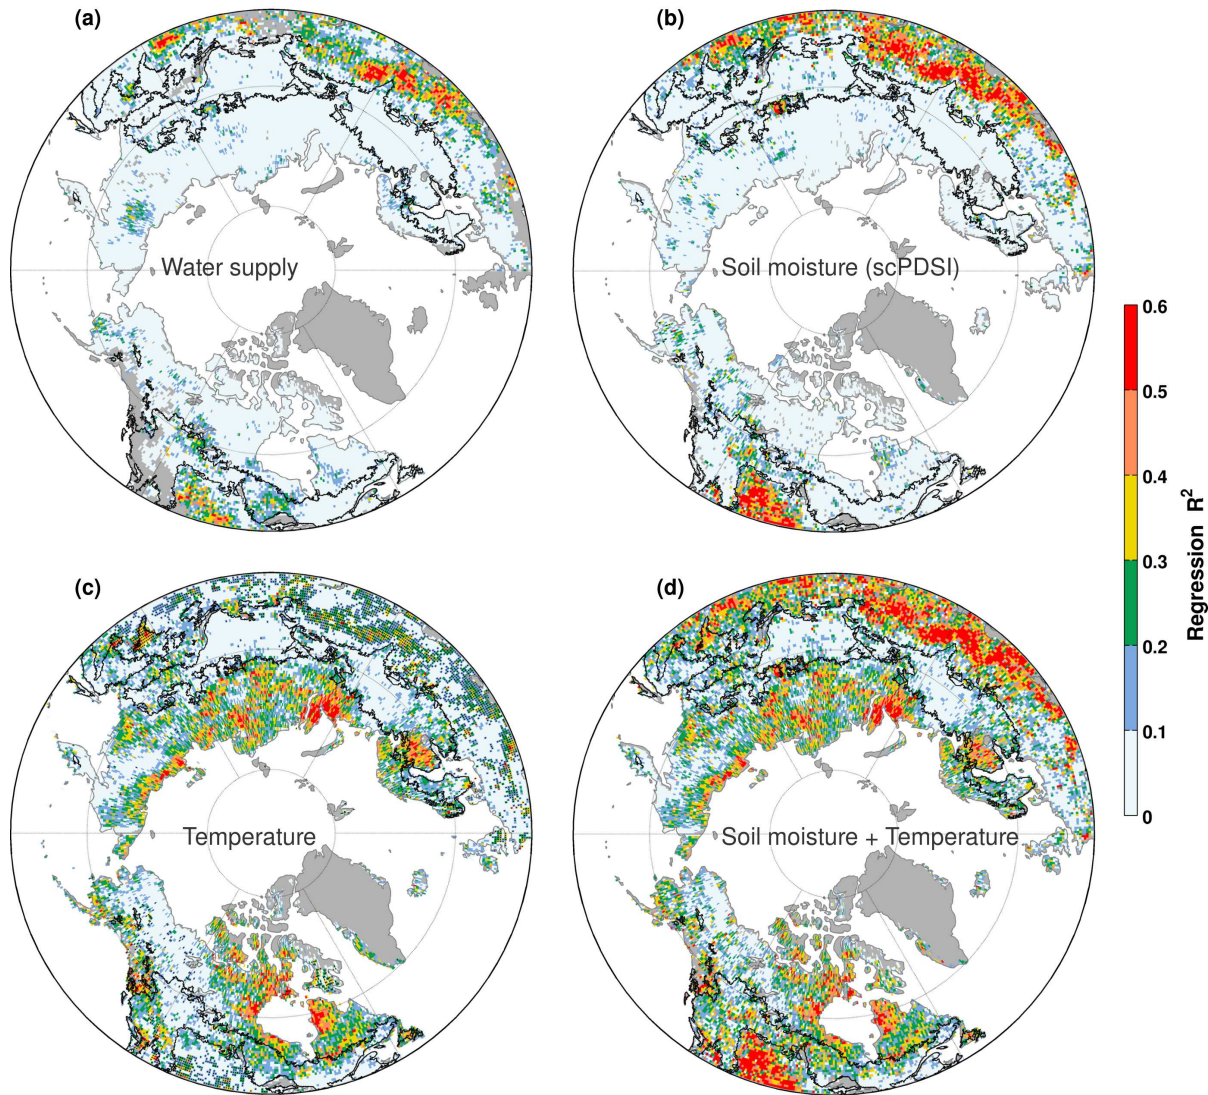 (a)
(b)
Water supply
Soil moisture (scPDSI)
0.6
0.5
0.4
0.3
0.2
0.1
0
Regression R²
(c)
(d)
Temperature
Soil moisture + Temperature